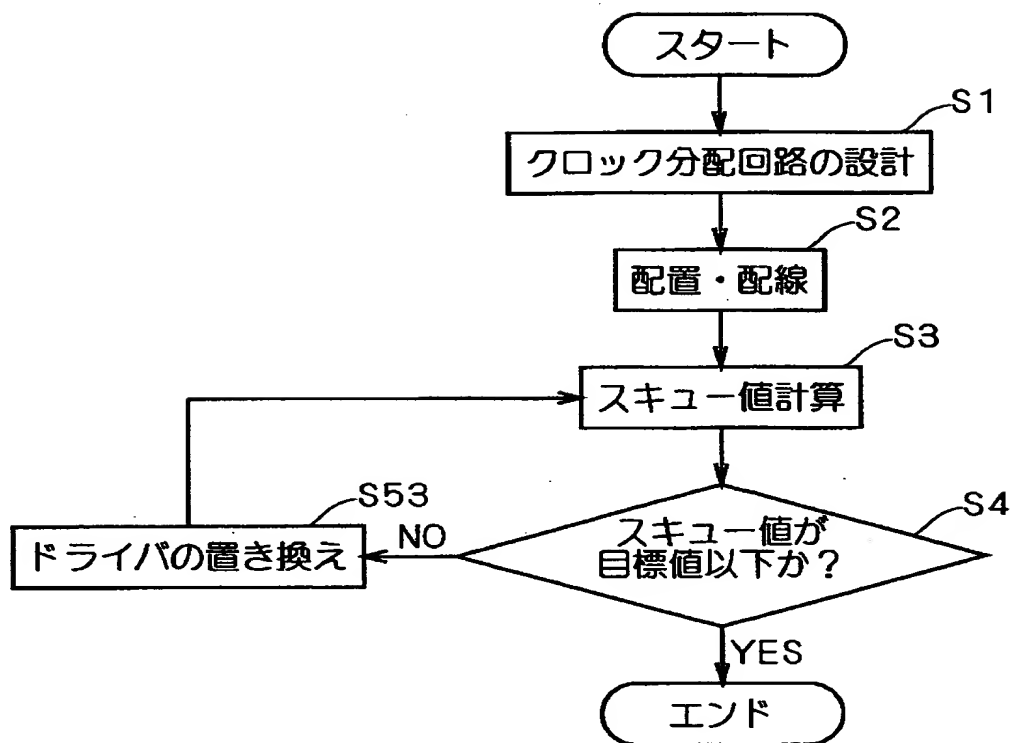 スタート
S1
クロック分配回路の設計
S2
配置・配線
S3
スキュー値計算
S53
ドライバの置き換え
NO
S4
スキュー値が
目標値以下か？
YES
エンド